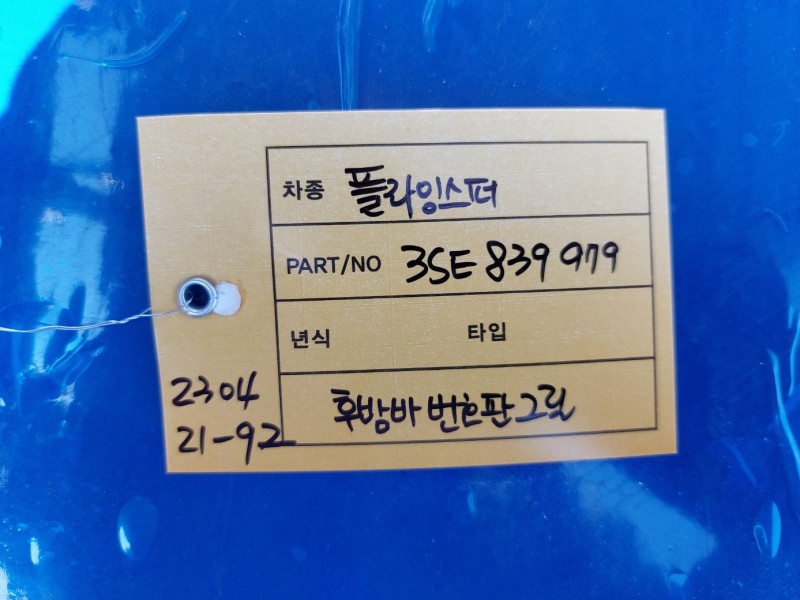 차종 플라잉스퍼
PART/NO 3SE 839 979
년식 타입
후방바 번호판그릴
2304
21-92